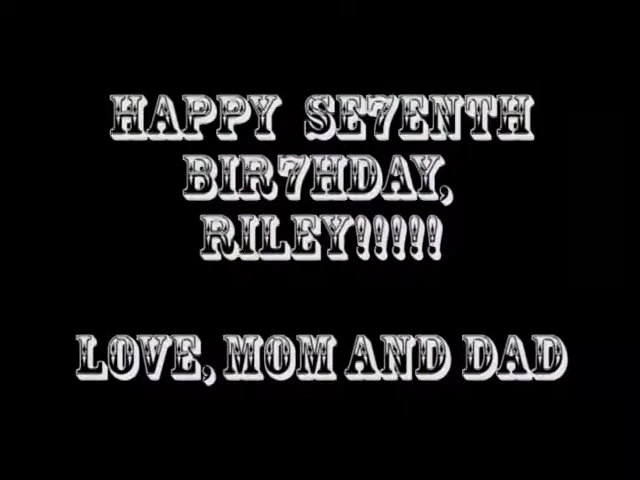 HAPPY SE7ENTH
BIR7HDAY,
RILEY!!!!!
LOVE, MOM AND DAD